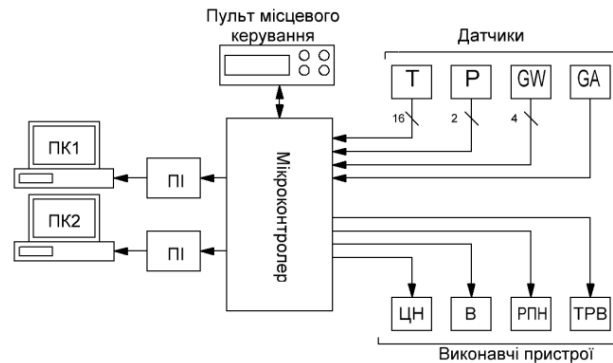 Пульт місцевого
керування
Датчики
T P GW GA
16 2 4
ПК1
ПІ
Мікроконтролер
ПК2
ПІ
ЦН В РПН ТРВ
Виконавчі пристрої